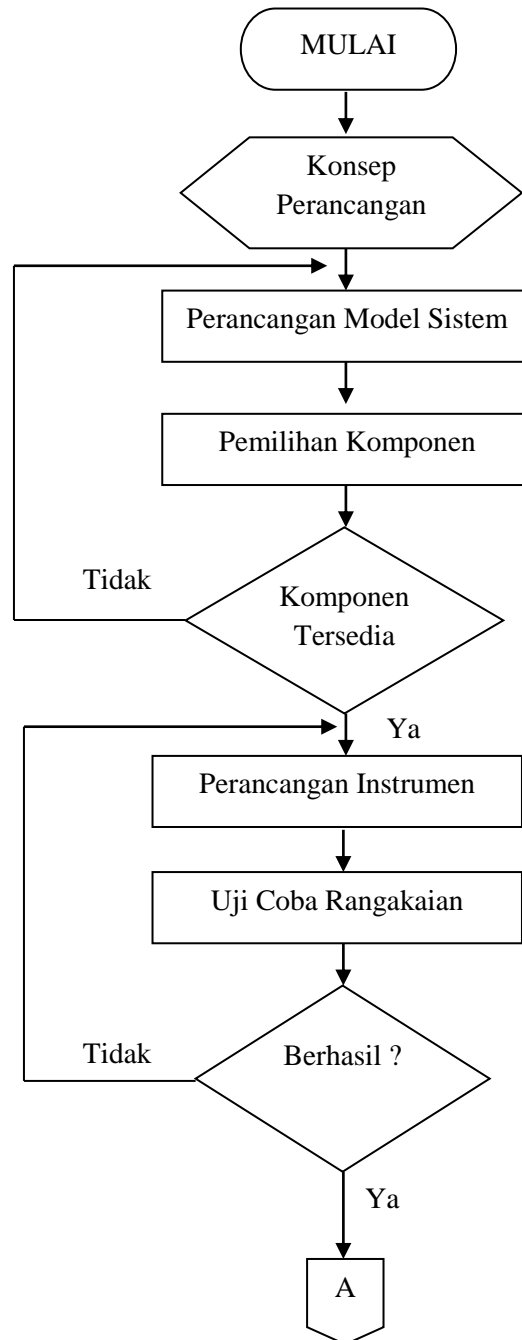 MULAI
Konsep
Perancangan
Perancangan Model Sistem
Pemilihan Komponen
Tidak
Komponen
Tersedia
Ya
Perancangan Instrumen
Uji Coba Rangakaian
Tidak
Berhasil ?
Ya
A